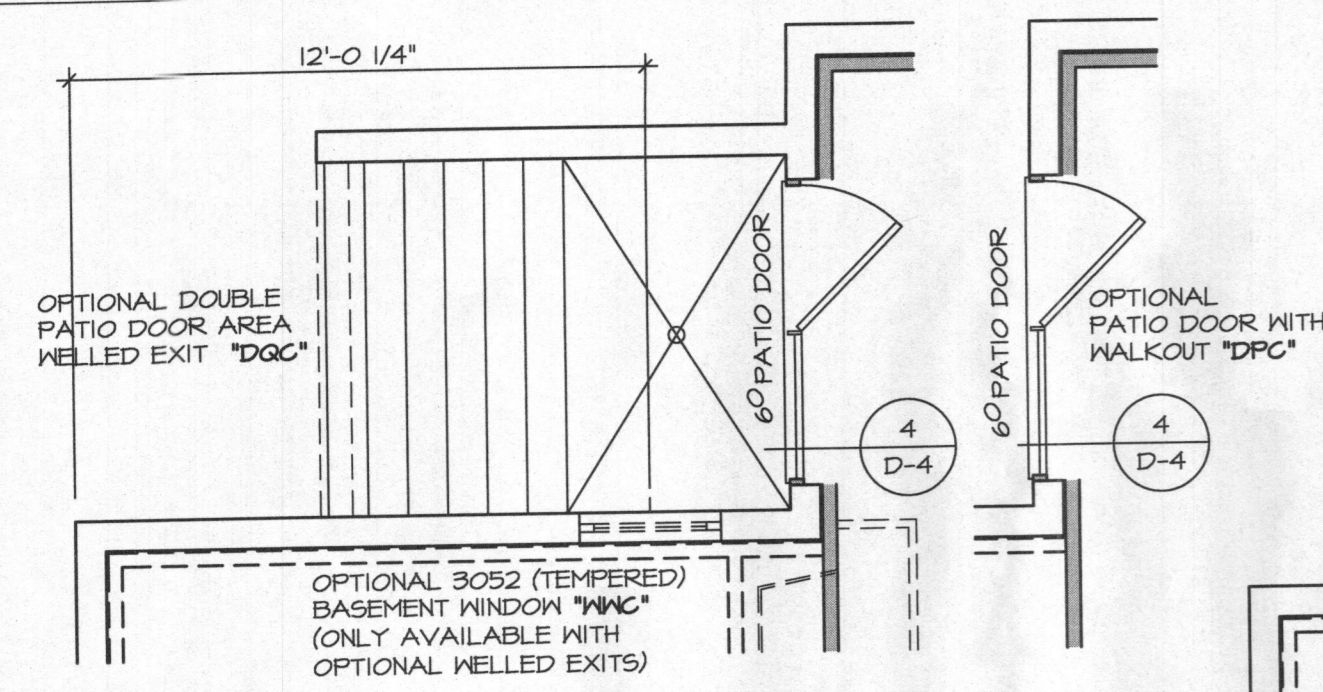 12'-0 1/4"
OPTIONAL DOUBLE
PATIO DOOR AREA
WELLED EXIT "DQC"
6⁰ PATIO DOOR
4
D-4
6⁰ PATIO DOOR
OPTIONAL
PATIO DOOR WITH
WALKOUT "DPC"
4
D-4
OPTIONAL 3052 (TEMPERED)
BASEMENT WINDOW "WWC"
(ONLY AVAILABLE WITH
OPTIONAL WELLED EXITS)